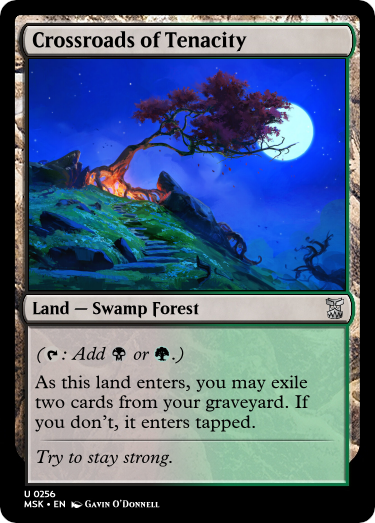 Crossroads of Tenacity
Land — Swamp Forest
(: Add or .)
As this land enters, you may exile
two cards from your graveyard. If
you don't, it enters tapped.
Try to stay strong.
U 0256
MSK • EN Gavin O'Donnell